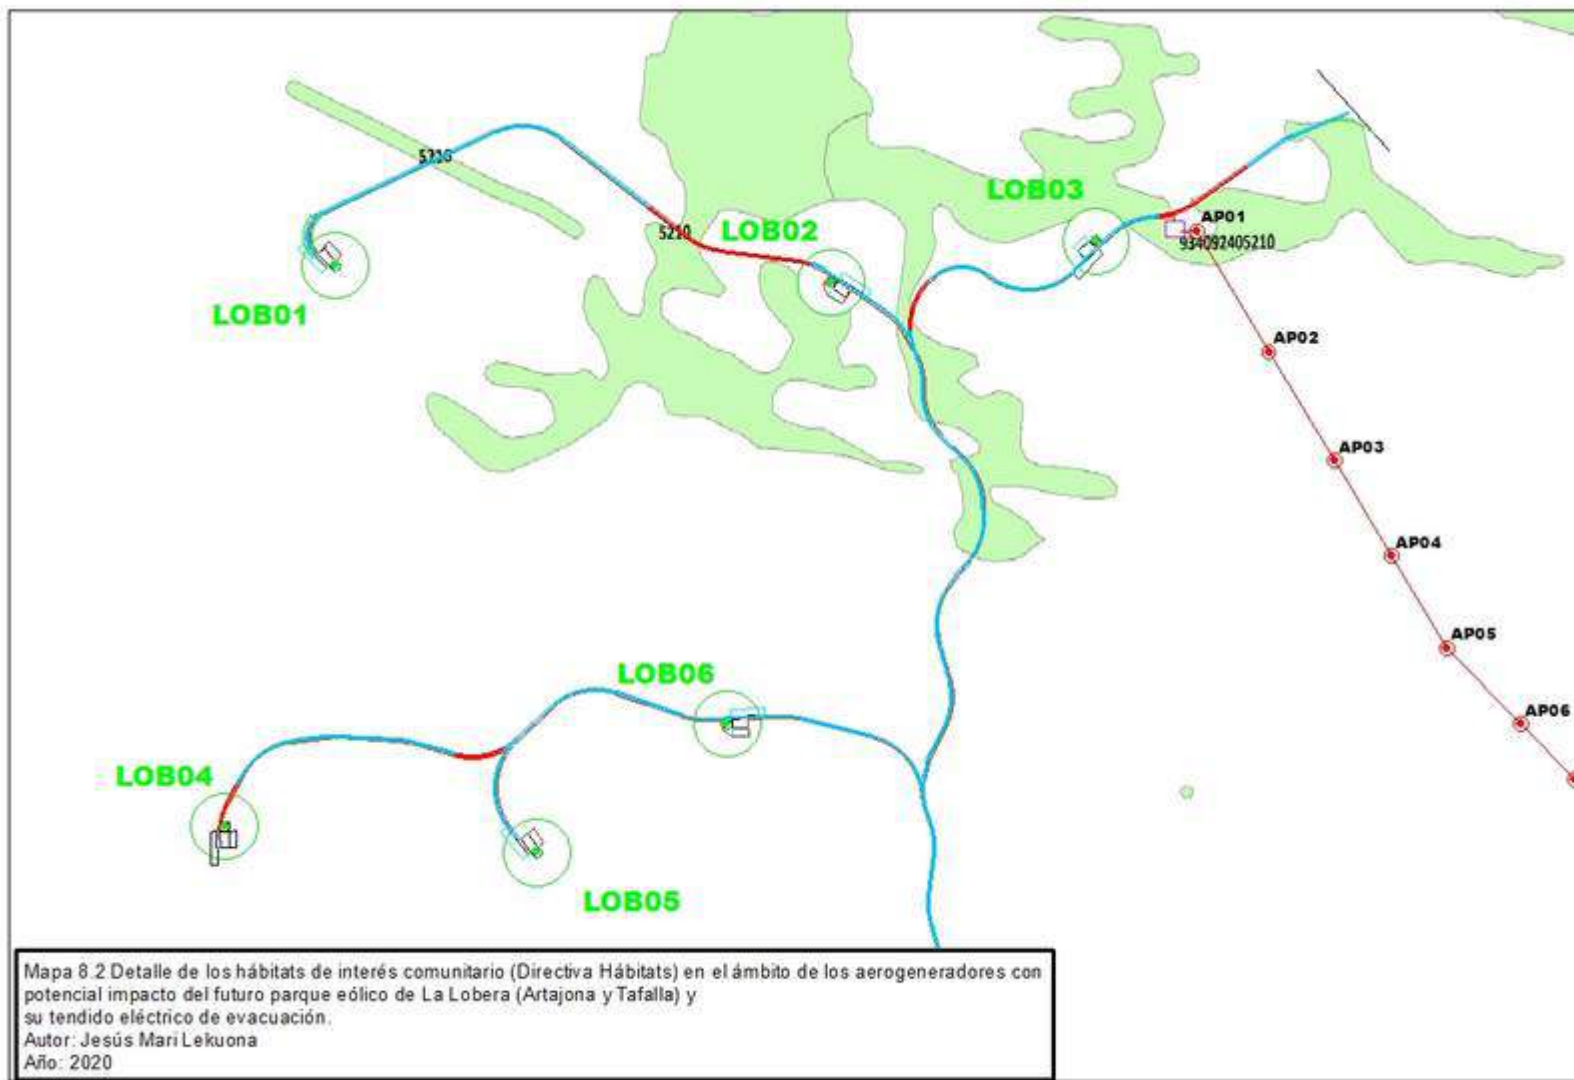 5210
LOB03
AP01
5210
LOB02
934092405210
LOB01
AP02
AP03
AP04
AP05
LOB06
AP06
LOB04
LOB05
Mapa 8.2 Detalle de los hábitats de interés comunitario (Directiva Hábitats) en el ámbito de los aerogeneradores con
potencial impacto del futuro parque eólico de La Lobera (Artajona y Tafalla) y
su tendido eléctrico de evacuación.
Autor: Jesús Mari Lekuona
Año: 2020